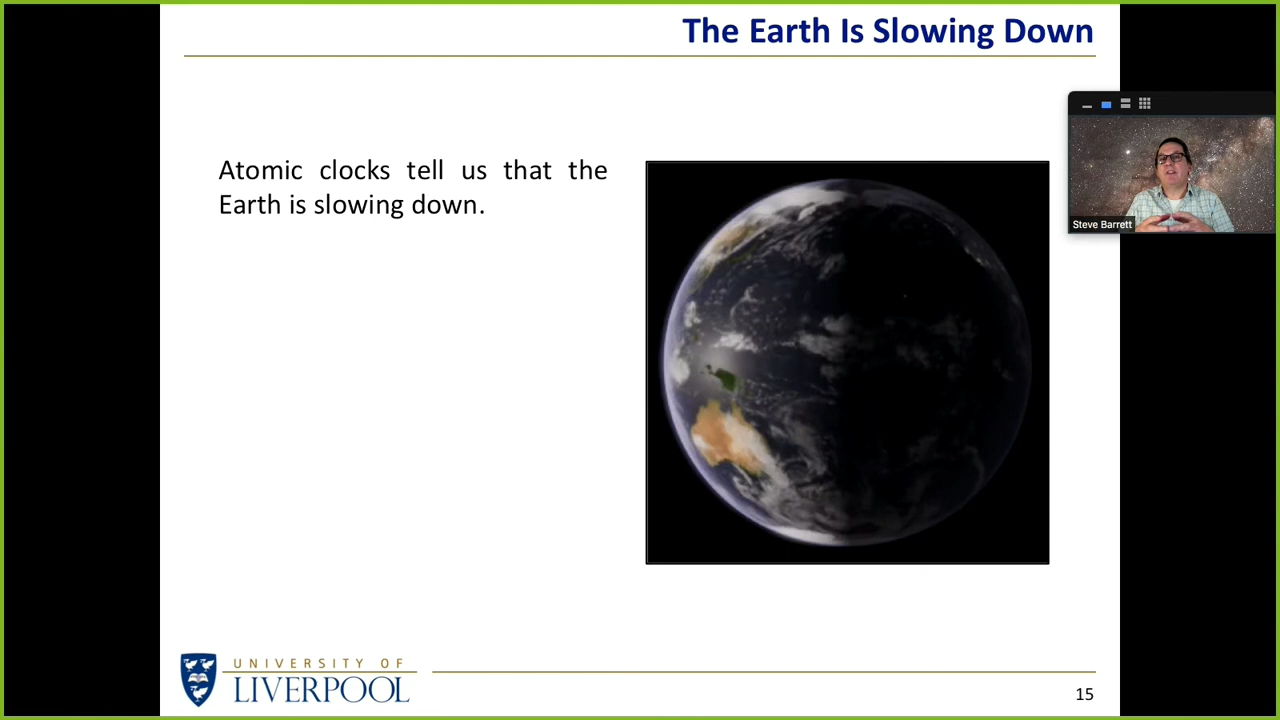 The Earth Is Slowing Down
Atomic clocks tell us that the
Earth is slowing down.
Steve Barrett
UNIVERSITY OF
LIVERPOOL
15